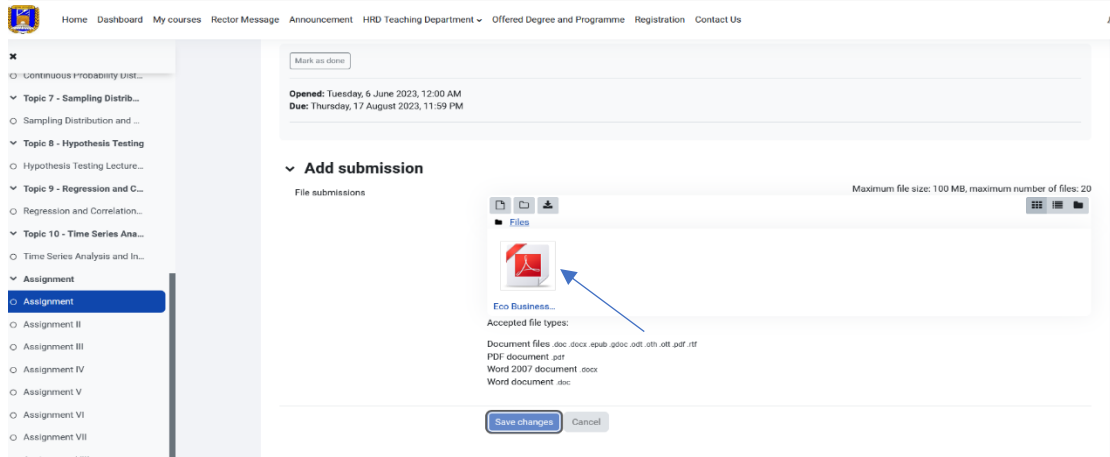 Home Dashboard My courses Rector Message Announcement HRD Teaching Department Offered Degree and Programme Registration Contact Us
Continuous Probability Dist...
Topic 7 - Sampling Distrib...
Sampling Distribution and ...
Topic 8 - Hypothesis Testing
Hypothesis Testing Lecture...
Topic 9 - Regression and C...
Regression and Correlation...
Topic 10 - Time Series Ana...
Time Series Analysis and In...
Assignment
Assignment
Assignment II
Assignment III
Assignment IV
Assignment V
Assignment VI
Assignment VII
Mark as done
Opened: Tuesday, 6 June 2023, 12:00 AM
Due: Thursday, 17 August 2023, 11:59 PM
Add submission
File submissions
Maximum file size: 100 MB, maximum number of files: 20
Files
Eco Business...
Accepted file types:
Document files .doc .docx .epub .gdoc .odt .oth .ott .pdf .rtf
PDF document .pdf
Word 2007 document .docx
Word document .doc
Save changes Cancel